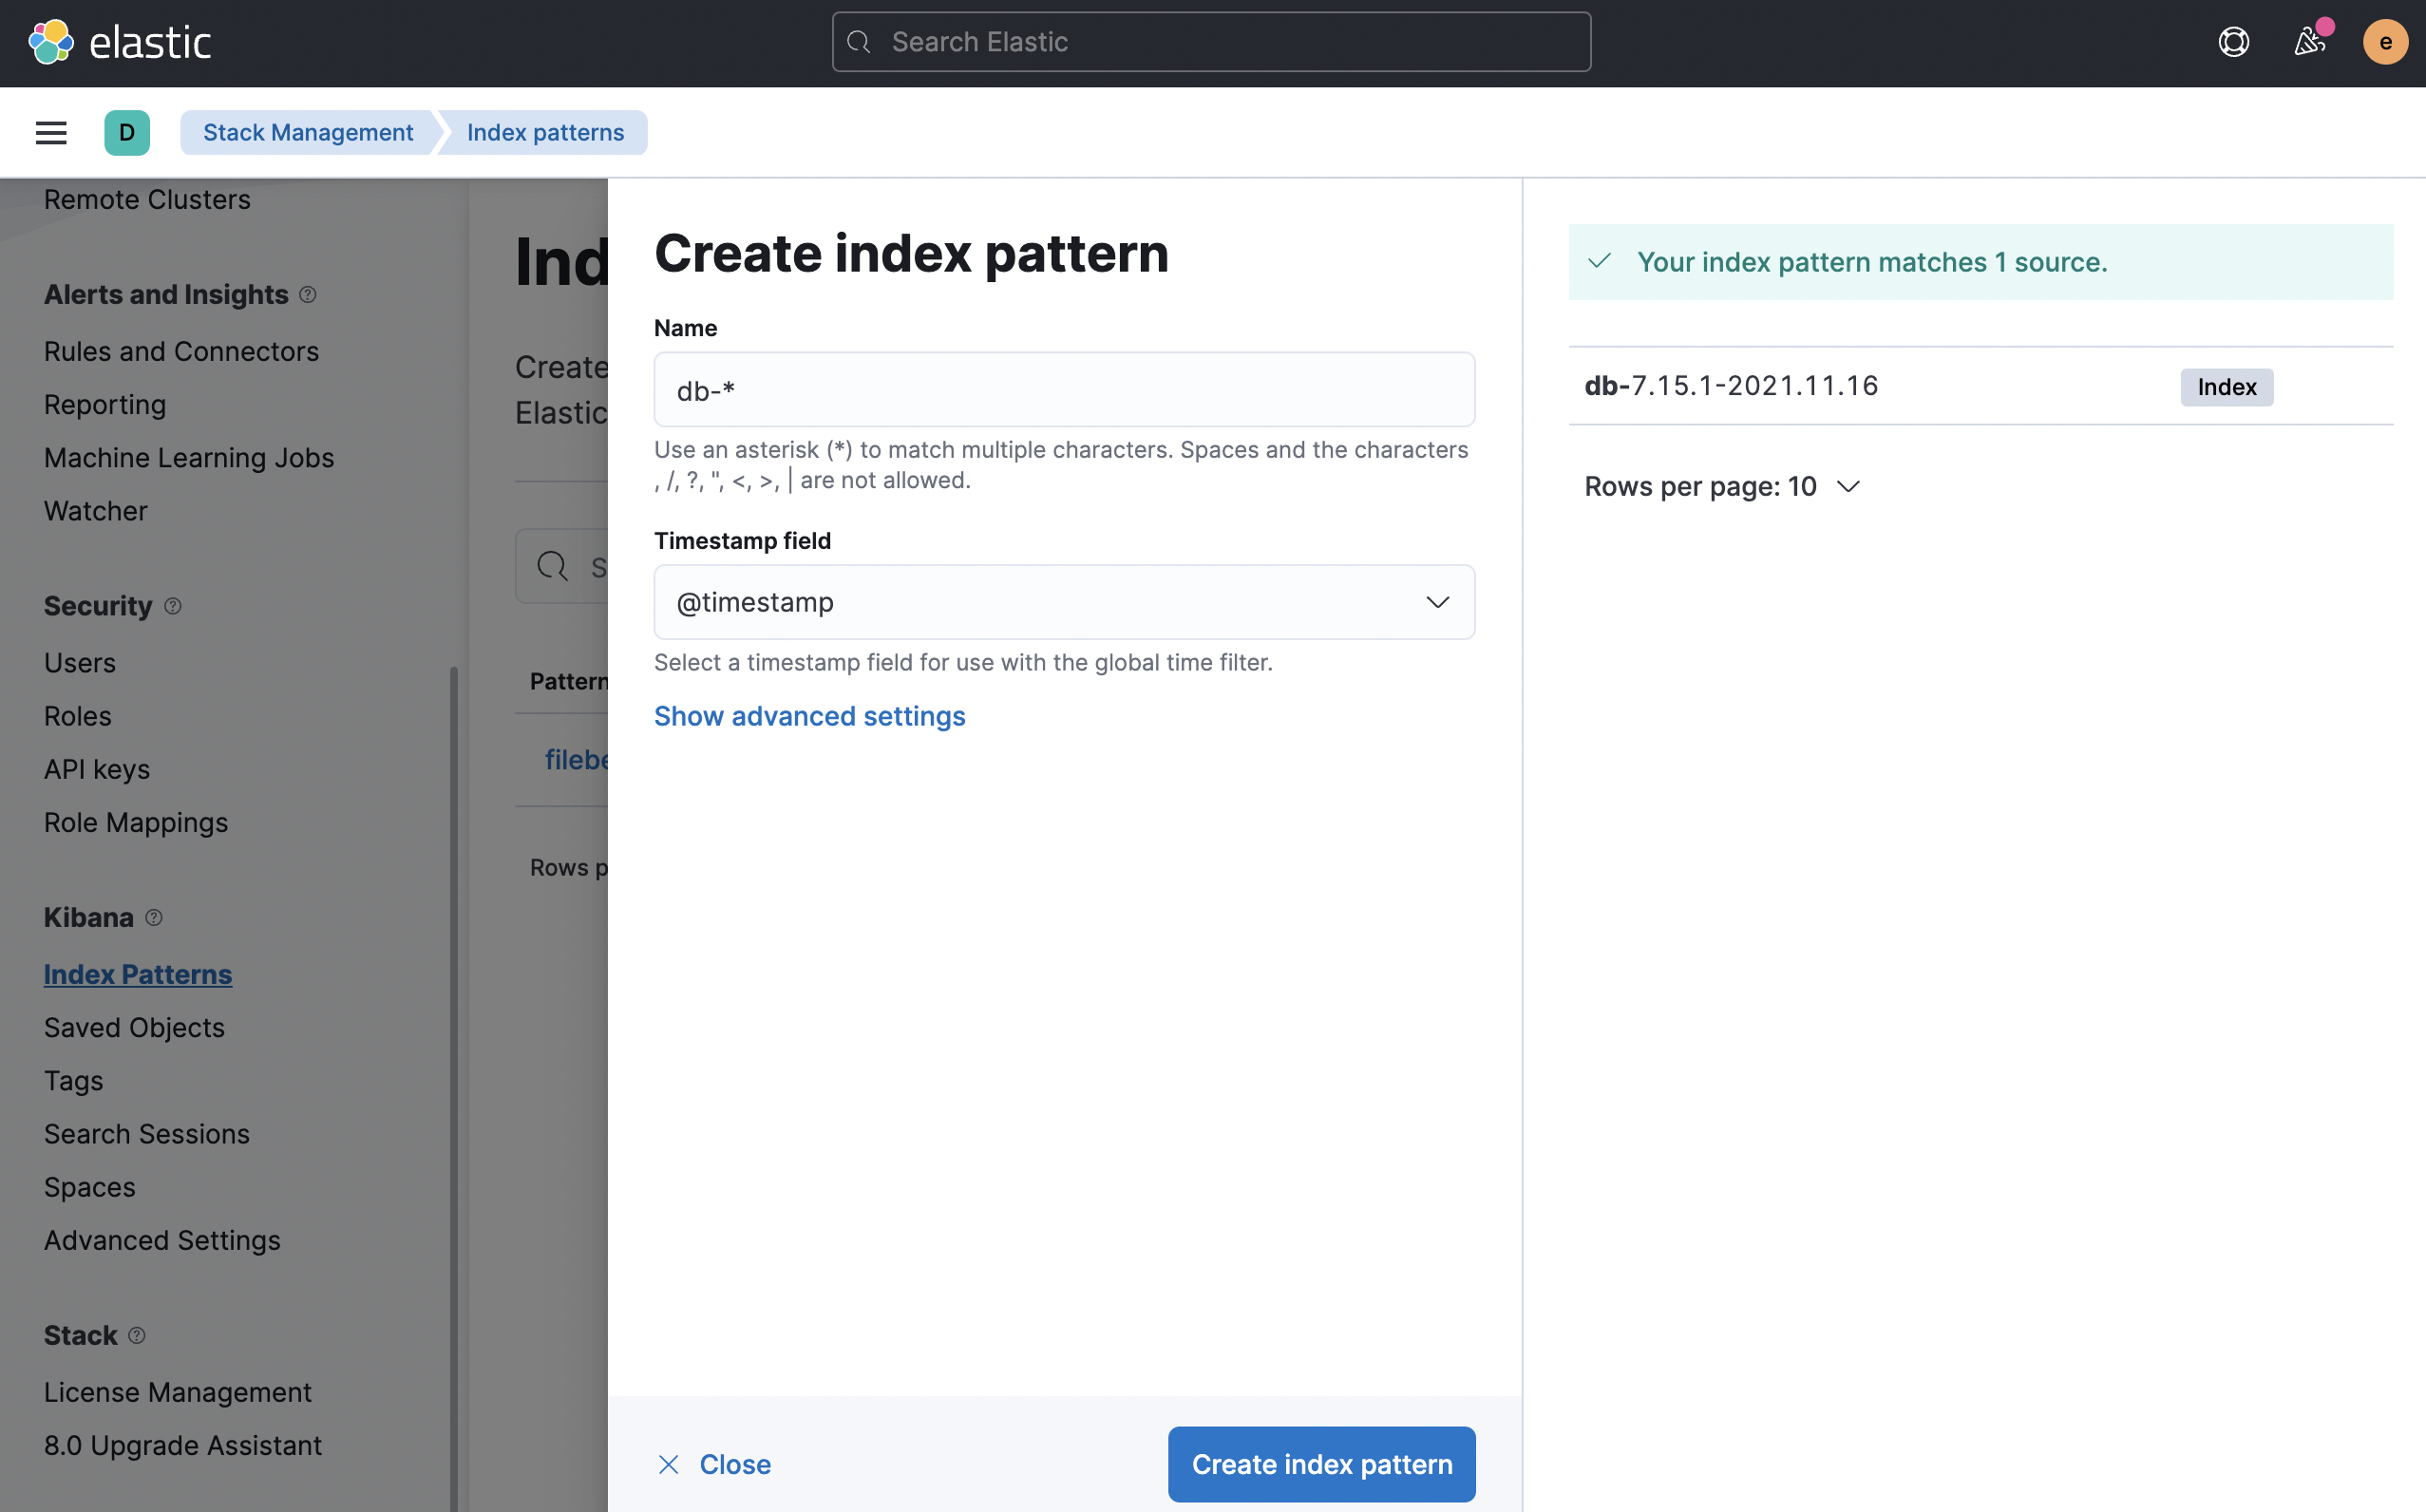 elastic
Search Elastic
e
D
Stack Management
Index patterns
Remote Clusters
Alerts and Insights
Rules and Connectors
Reporting
Machine Learning Jobs
Watcher
Security
Users
Roles
API keys
Role Mappings
Kibana
Index Patterns
Saved Objects
Tags
Search Sessions
Spaces
Advanced Settings
Stack
License Management
8.0 Upgrade Assistant
Ind
Create
Elastic
S
Pattern
filebe
Rows p
Create index pattern
Name
db-*
Use an asterisk (*) to match multiple characters. Spaces and the characters
, /, ?, ", <, >, | are not allowed.
Timestamp field
@timestamp
Select a timestamp field for use with the global time filter.
Show advanced settings
Close
Create index pattern
Your index pattern matches 1 source.
db-7.15.1-2021.11.16
Index
Rows per page: 10